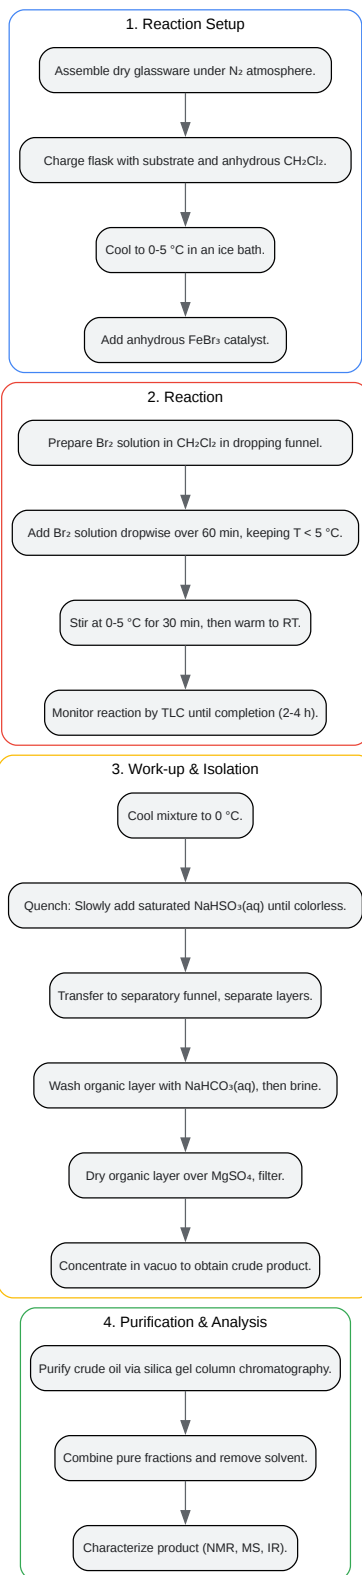 1. Reaction Setup
Assemble dry glassware under N₂ atmosphere.
Charge flask with substrate and anhydrous CH₂Cl₂.
Cool to 0-5 °C in an ice bath.
Add anhydrous FeBr₃ catalyst.
2. Reaction
Prepare Br₂ solution in CH₂Cl₂ in dropping funnel.
Add Br₂ solution dropwise over 60 min, keeping T < 5 °C.
Stir at 0-5 °C for 30 min, then warm to RT.
Monitor reaction by TLC until completion (2-4 h).
3. Work-up & Isolation
Cool mixture to 0 °C.
Quench: Slowly add saturated NaHSO₃(aq) until colorless.
Transfer to separatory funnel, separate layers.
Wash organic layer with NaHCO₃(aq), then brine.
Dry organic layer over MgSO₄, filter.
Concentrate in vacuo to obtain crude product.
4. Purification & Analysis
Purify crude oil via silica gel column chromatography.
Combine pure fractions and remove solvent.
Characterize product (NMR, MS, IR).